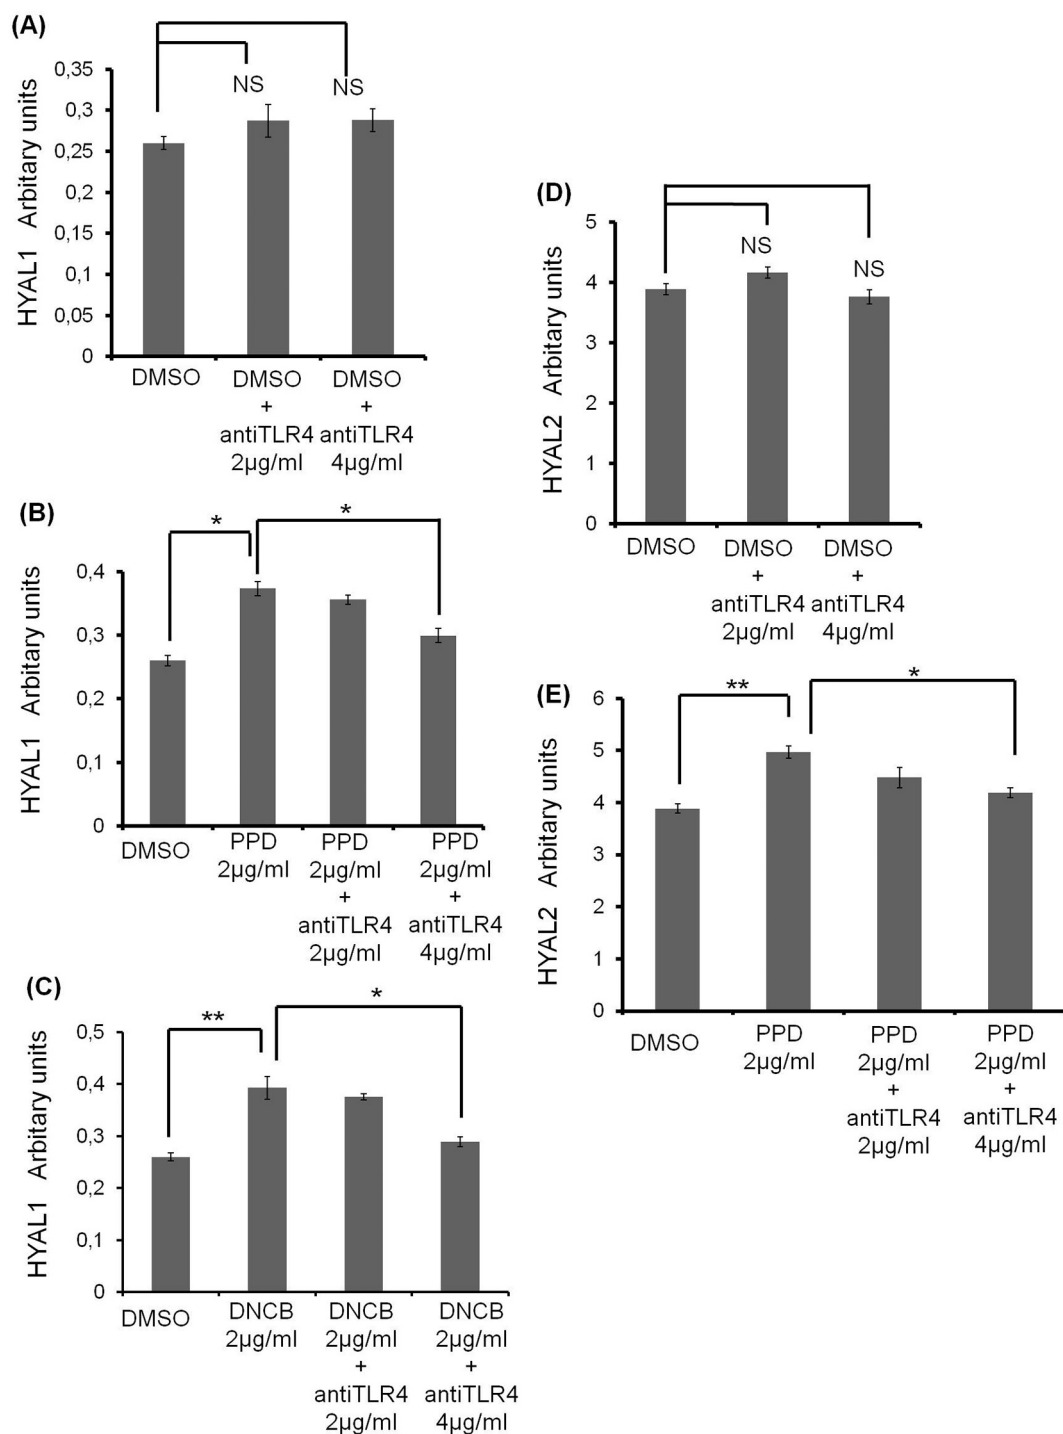 (A)
HYAL1 Arbitary units
0,35
0,3
0,25
0,2
0,15
0,1
0,05
0
NS
NS
DMSO
DMSO
+
antiTLR4
2µg/ml
DMSO
+
antiTLR4
4µg/ml
(B)
HYAL1 Arbitary units
0,4
0,3
0,2
0,1
0
*
*
DMSO
PPD
2µg/ml
PPD
2µg/ml
+
antiTLR4
2µg/ml
PPD
2µg/ml
+
antiTLR4
4µg/ml
(C)
HYAL1 Arbitary units
0,5
0,4
0,3
0,2
0,1
0
**
*
DMSO
DNCB
2µg/ml
DNCB
2µg/ml
+
antiTLR4
2µg/ml
DNCB
2µg/ml
+
antiTLR4
4µg/ml
(D)
HYAL2 Arbitary units
5
4
3
2
1
0
NS
NS
DMSO
DMSO
+
antiTLR4
2µg/ml
DMSO
+
antiTLR4
4µg/ml
(E)
HYAL2 Arbitary units
6
5
4
3
2
1
0
**
*
DMSO
PPD
2µg/ml
PPD
2µg/ml
+
antiTLR4
2µg/ml
PPD
2µg/ml
+
antiTLR4
4µg/ml